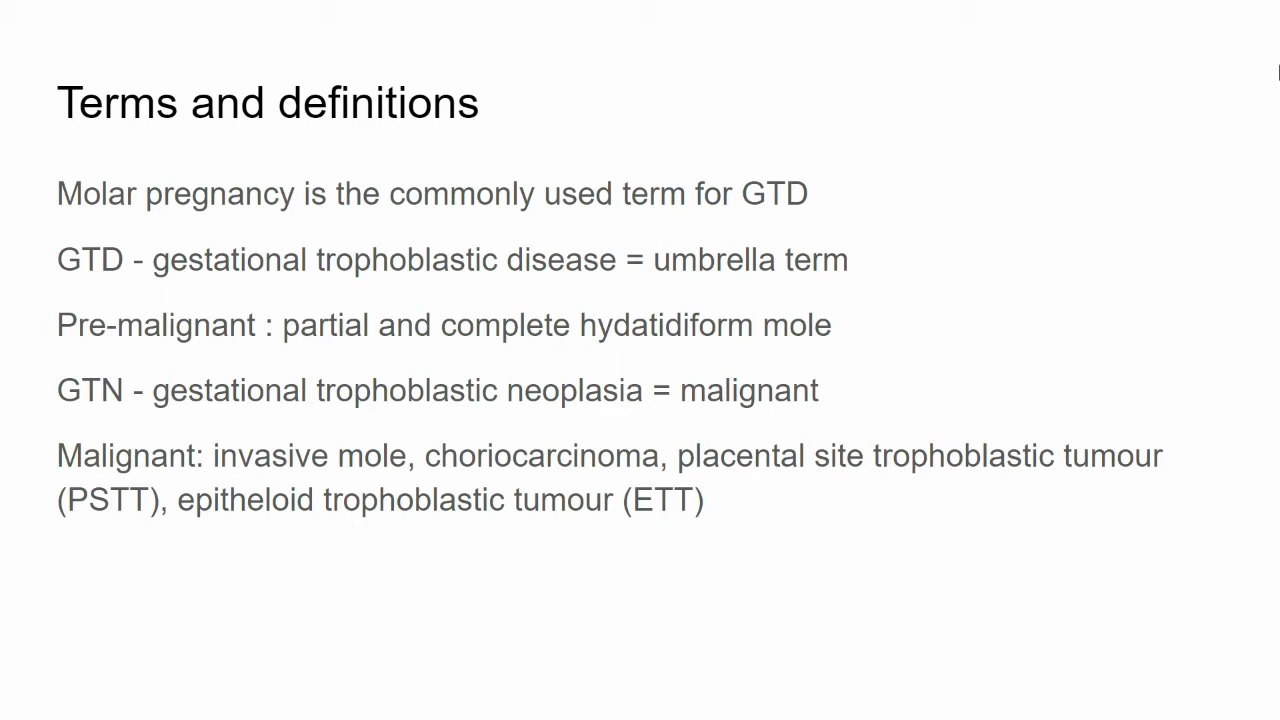 Terms and definitions
Molar pregnancy is the commonly used term for GTD
GTD - gestational trophoblastic disease = umbrella term
Pre-malignant : partial and complete hydatidiform mole
GTN - gestational trophoblastic neoplasia = malignant
Malignant: invasive mole, choriocarcinoma, placental site trophoblastic tumour
(PSTT), epitheloid trophoblastic tumour (ETT)